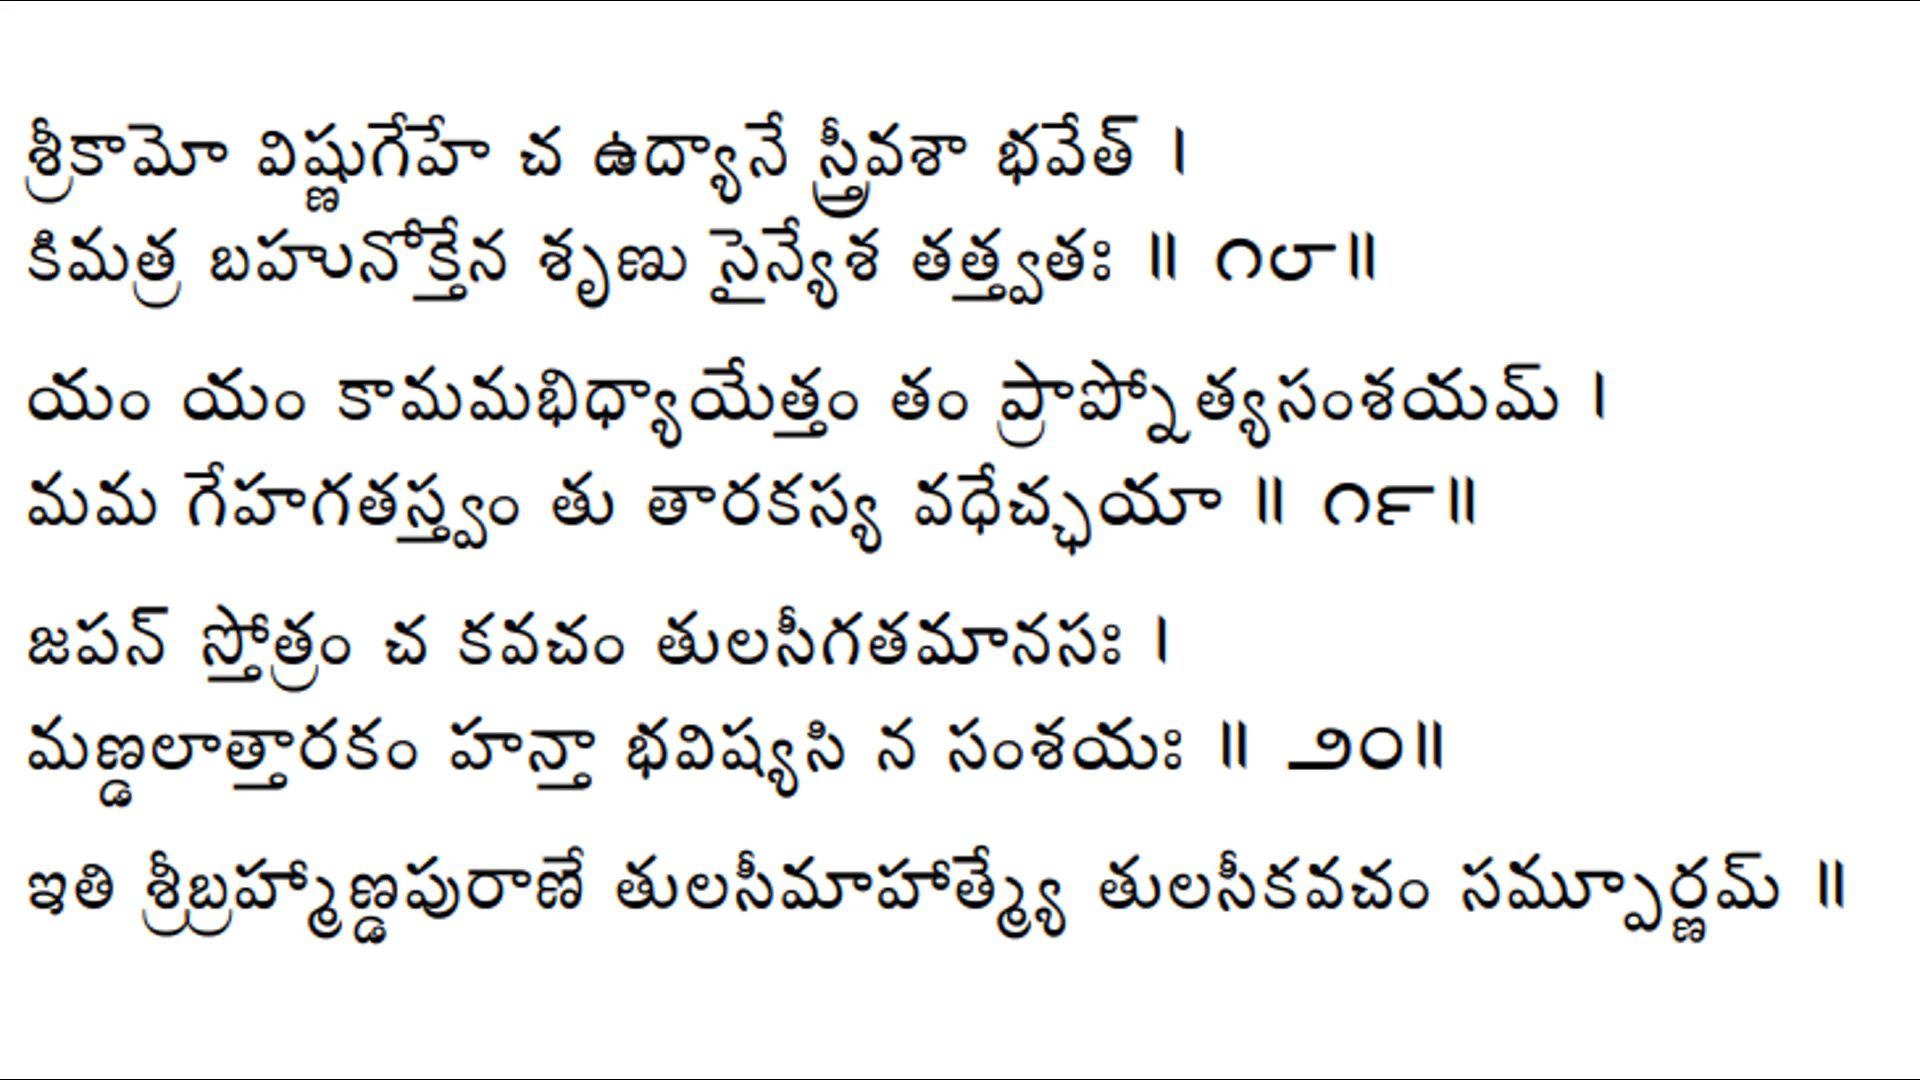 శ్రీకామో విష్ణుగేహే చ ఉద్యానే స్త్రీవశా భవేత్ ।
కిమత్ర బహునోక్తేన శృణు సైన్యేశ తత్త్వతః ॥ ౧౮॥
యం యం కామమభిధ్యాయేత్తం తం ప్రాప్నోత్యసంశయమ్ ।
మమ గేహగతస్త్వం తు తారకస్య వధేచ్ఛయా ॥ ౧౯॥
జపన్ స్తోత్రం చ కవచం తులసీగతమానసః ।
మణ్డలాత్తారకం హన్తా భవిష్యసి న సంశయః ॥ ౨౦॥
ఇతి శ్రీబ్రహ్మాణ్డపురాణే తులసీమాహాత్మ్యే తులసీకవచం సమ్పూర్ణమ్ ॥